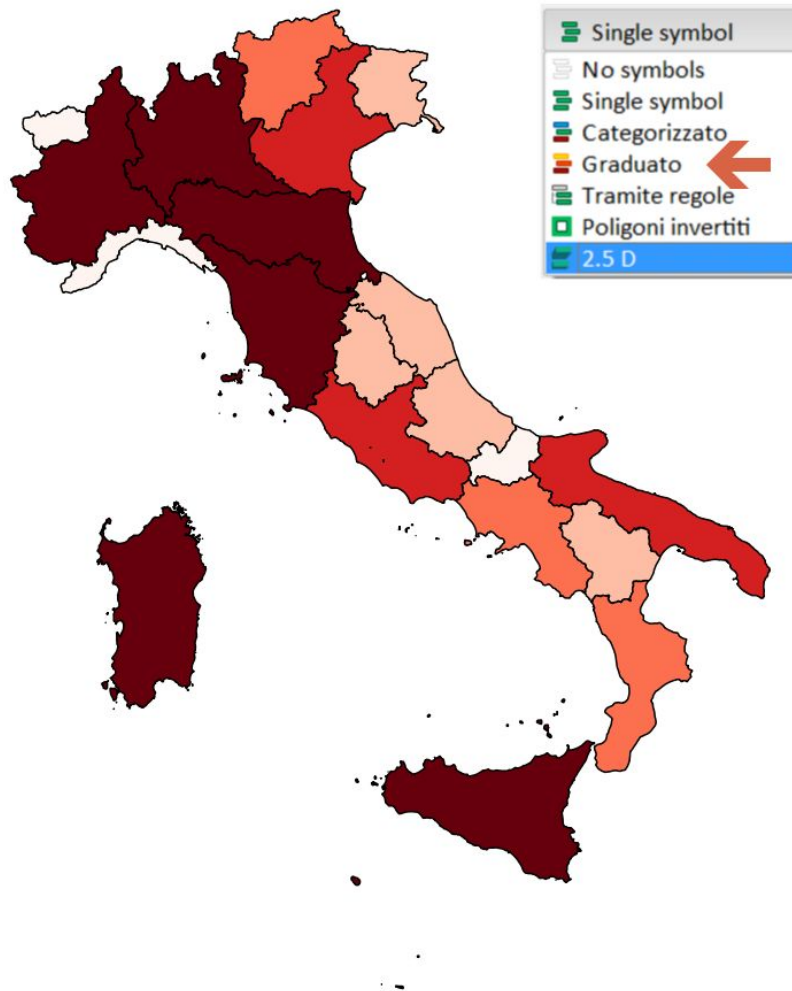 Single symbol
No symbols
Single symbol
Categorizzato
Graduato
Tramite regole
Poligoni invertiti
2.5 D